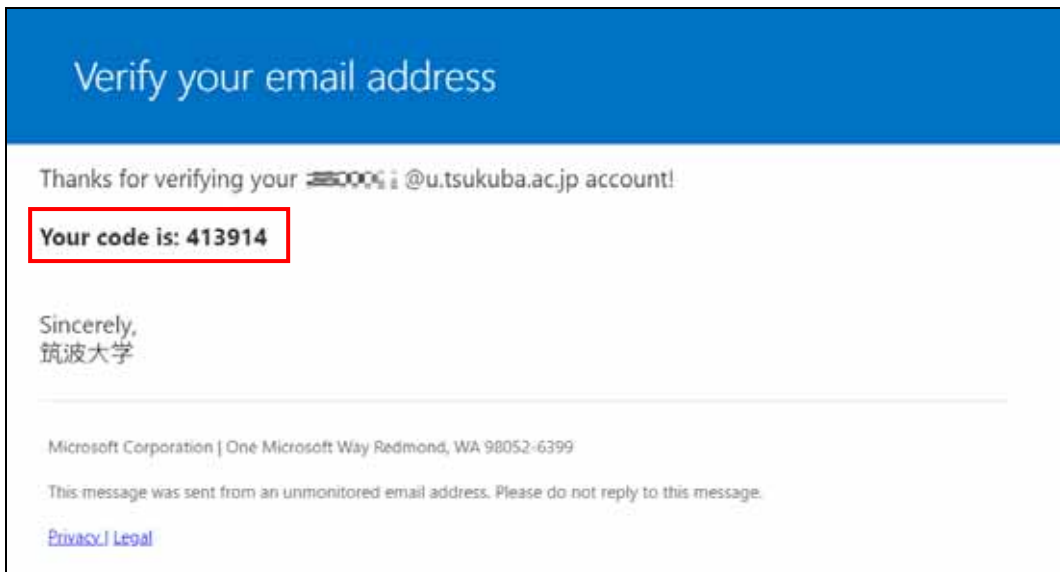 Verify your email address
Thanks for verifying your @u.tsukuba.ac.jp account!
Your code is: 413914
Sincerely,
筑波大学
Microsoft Corporation | One Microsoft Way Redmond, WA 98052-6399
This message was sent from an unmonitored email address. Please do not reply to this message.
Privacy | Legal